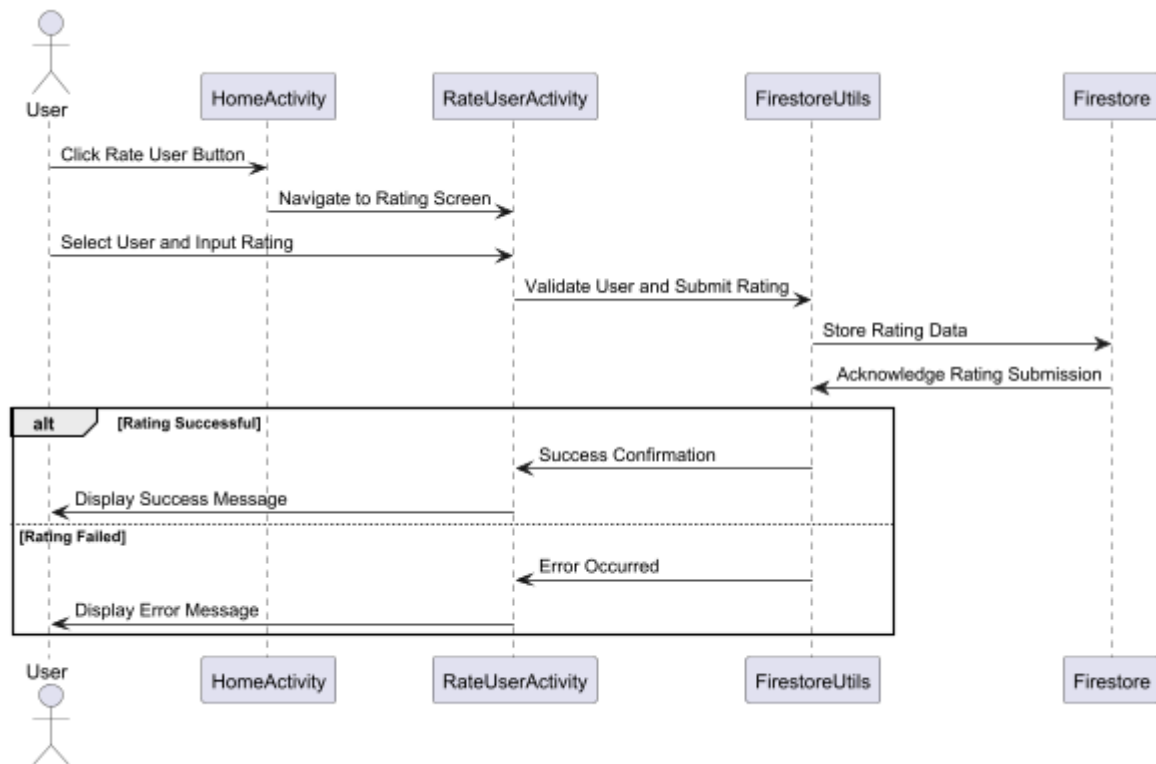 User
HomeActivity
RateUserActivity
FirestoreUtils
Firestore
Click Rate User Button
Navigate to Rating Screen
Select User and Input Rating
Validate User and Submit Rating
Store Rating Data
Acknowledge Rating Submission
alt
[Rating Successful]
Success Confirmation
Display Success Message
[Rating Failed]
Error Occurred
Display Error Message
User
HomeActivity
RateUserActivity
FirestoreUtils
Firestore